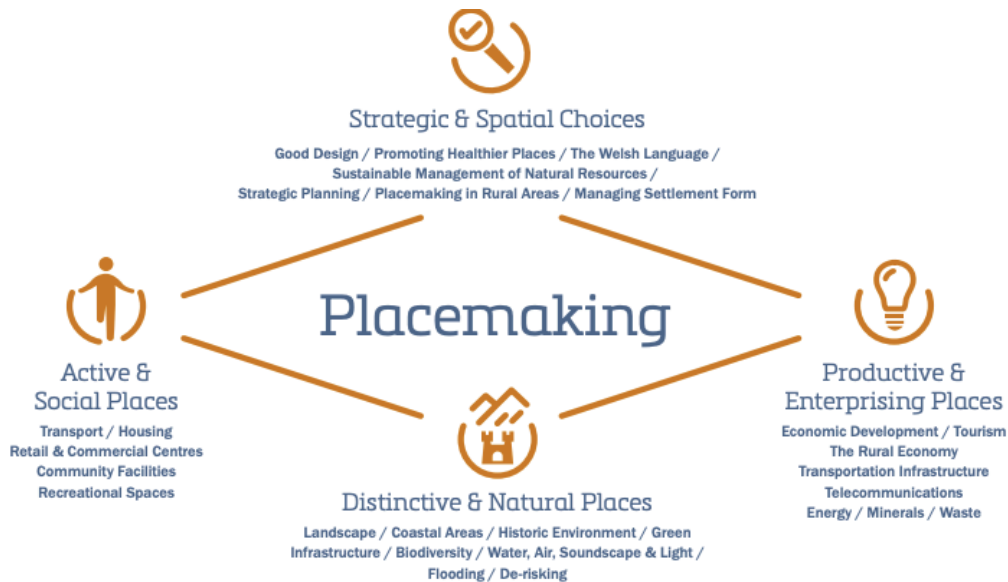 Strategic & Spatial Choices
Good Design / Promoting Healthier Places / The Welsh Language /
Sustainable Management of Natural Resources /
Strategic Planning / Placemaking in Rural Areas / Managing Settlement Form
Placemaking
Active &
Social Places
Transport / Housing
Retail & Commercial Centres
Community Facilities
Recreational Spaces
Productive &
Enterprising Places
Economic Development / Tourism
The Rural Economy
Transportation Infrastructure
Telecommunications
Energy / Minerals / Waste
Distinctive & Natural Places
Landscape / Coastal Areas / Historic Environment / Green
Infrastructure / Biodiversity / Water, Air, Soundscape & Light /
Flooding / De-risking